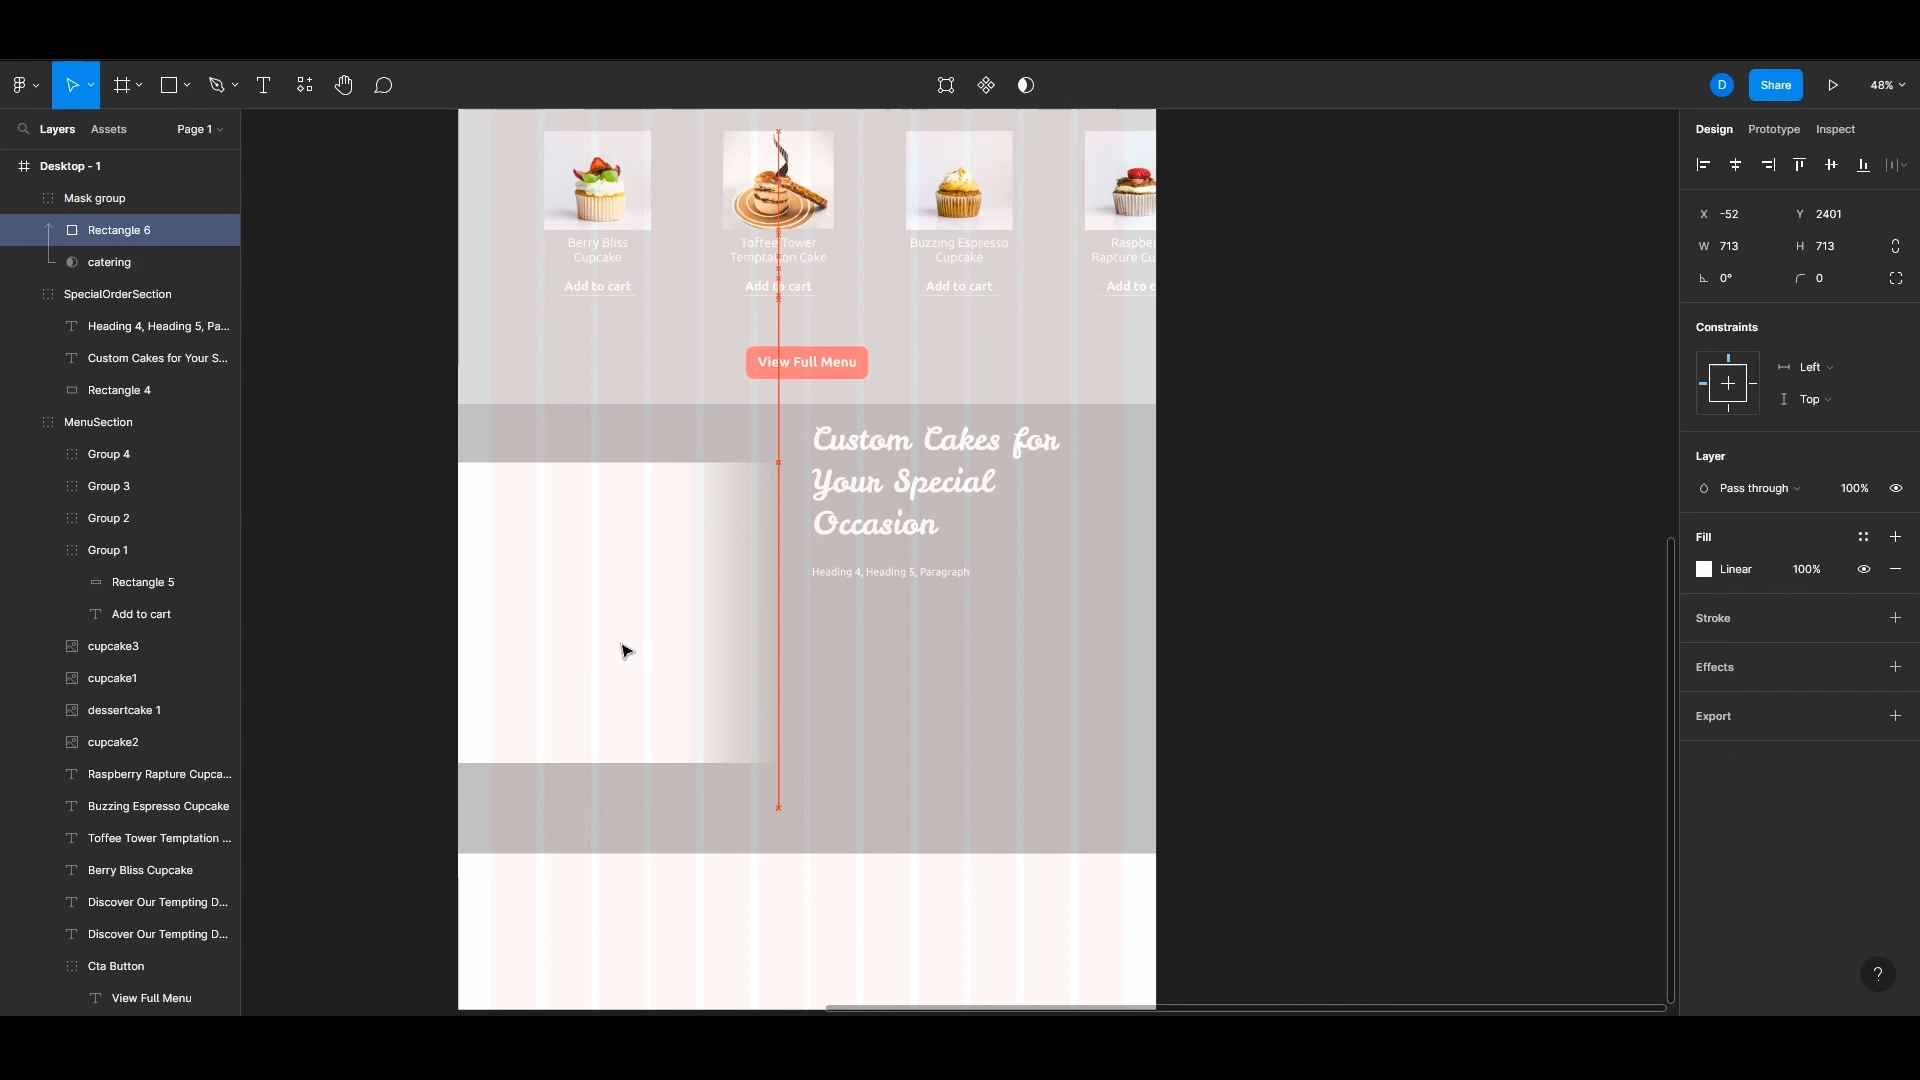 D
Share
48%
Layers
Assets
Page 1
Design
Prototype
Inspect
Desktop - 1
Mask group
Rectangle 6
catering
SpecialOrderSection
Heading 4, Heading 5, Pa...
Custom Cakes for Your S...
Rectangle 4
MenuSection
Group 4
Group 3
Group 2
Group 1
Rectangle 5
Add to cart
cupcake3
cupcake1
dessertcake 1
cupcake2
Raspberry Rapture Cupca...
Buzzing Espresso Cupcake
Toffee Tower Temptation ...
Berry Bliss Cupcake
Discover Our Tempting D...
Discover Our Tempting D...
Cta Button
View Full Menu
Berry Bliss
Cupcake
Add to cart
Toffee Tower
Temptation Cake
Add to cart
Buzzing Espresso
Cupcake
Add to cart
Raspber
Rapture Cu
Add to c
View Full Menu
Custom Cakes for
Your Special
Occasion
Heading 4, Heading 5, Paragraph
X -52
Y 2401
W 713
H 713
0°
0
Constraints
Left
Top
Layer
Pass through
100%
Fill
Linear
100%
Stroke
Effects
Export
?